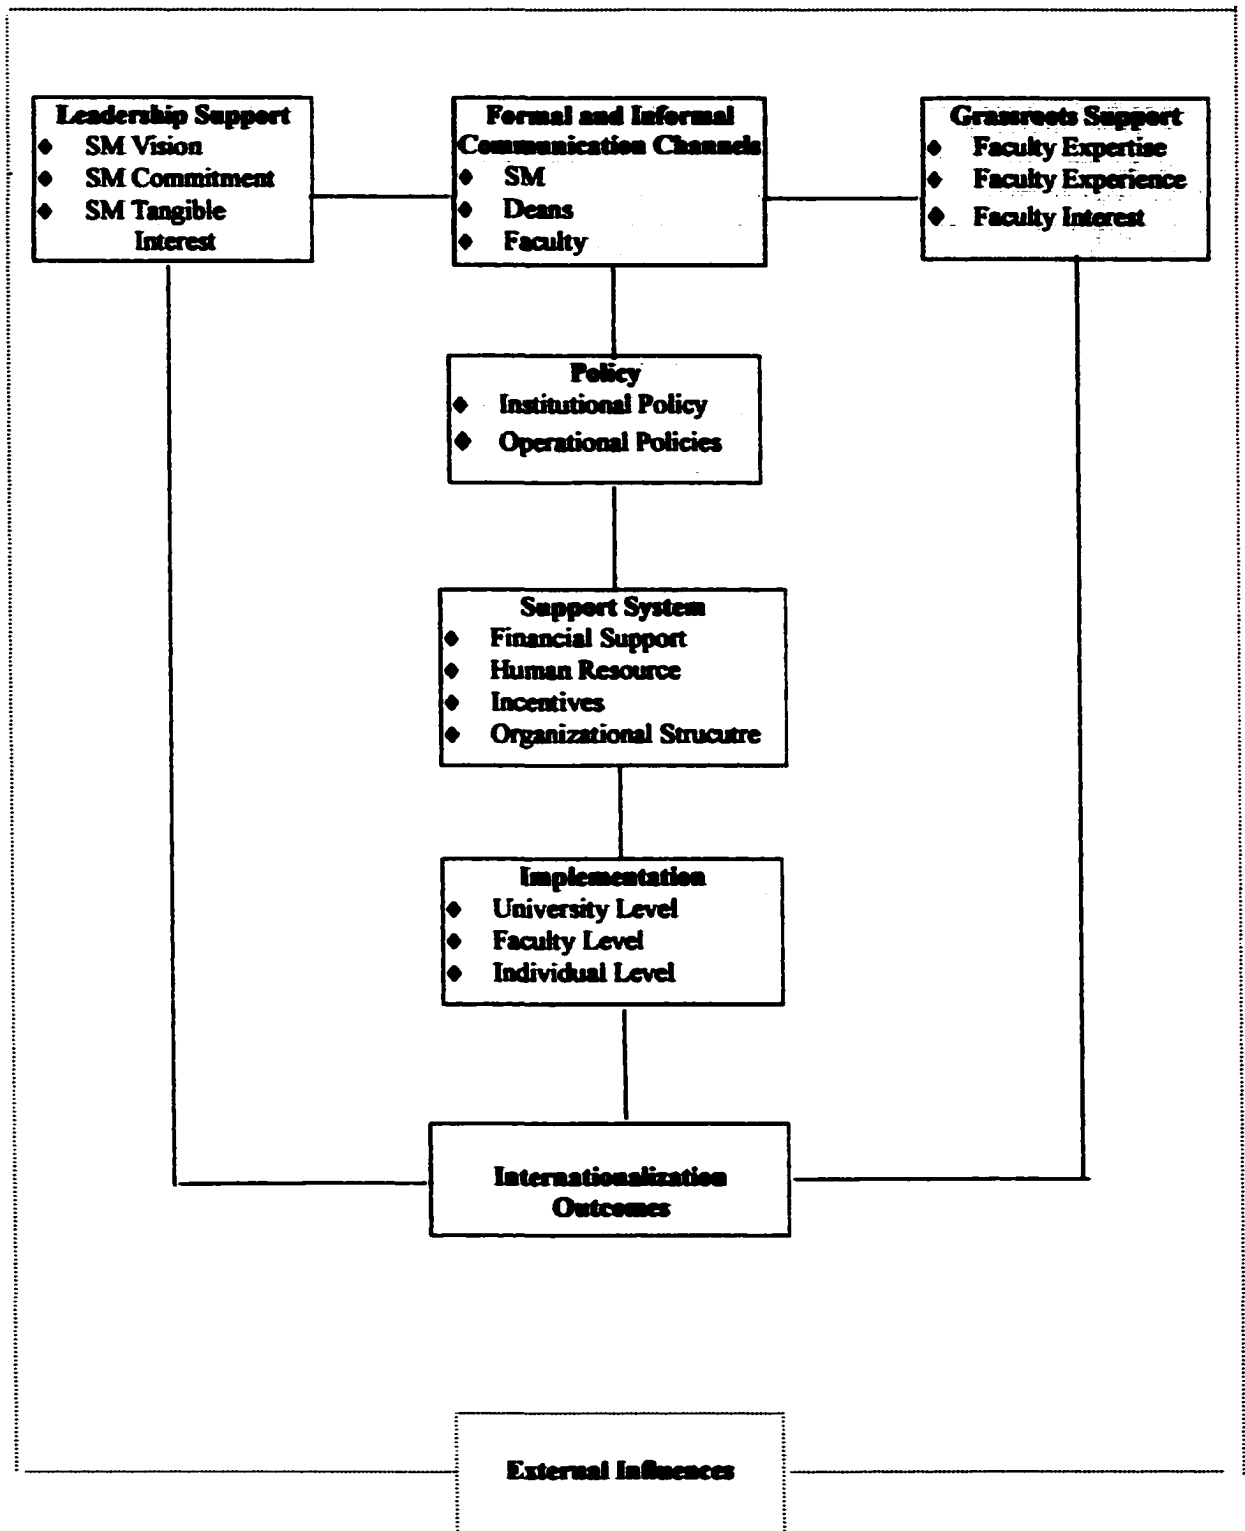 Leadership Support
◆ SM Vision
◆ SM Commitment
◆ SM Tangible
Interest
Formal and Informal
Communication Channels
◆ SM
◆ Deans
◆ Faculty
Grassroots Support
◆ Faculty Expertise
◆ Faculty Experience
◆ Faculty Interest
Policy
◆ Institutional Policy
◆ Operational Policies
Support System
◆ Financial Support
◆ Human Resource
◆ Incentives
◆ Organizational Strucutre
Implementation
◆ University Level
◆ Faculty Level
◆ Individual Level
Internationalization
Outcomes
External Influences